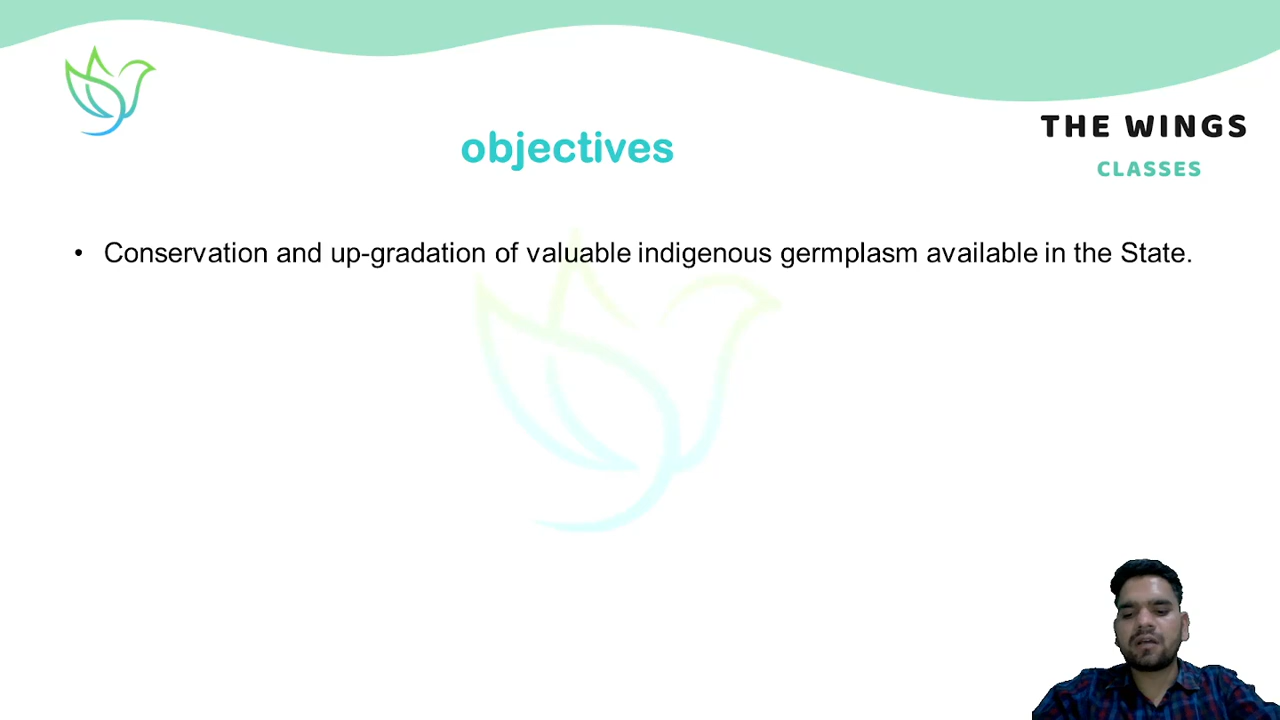 THE WINGS
CLASSES
objectives
• Conservation and up-gradation of valuable indigenous germplasm available in the State.